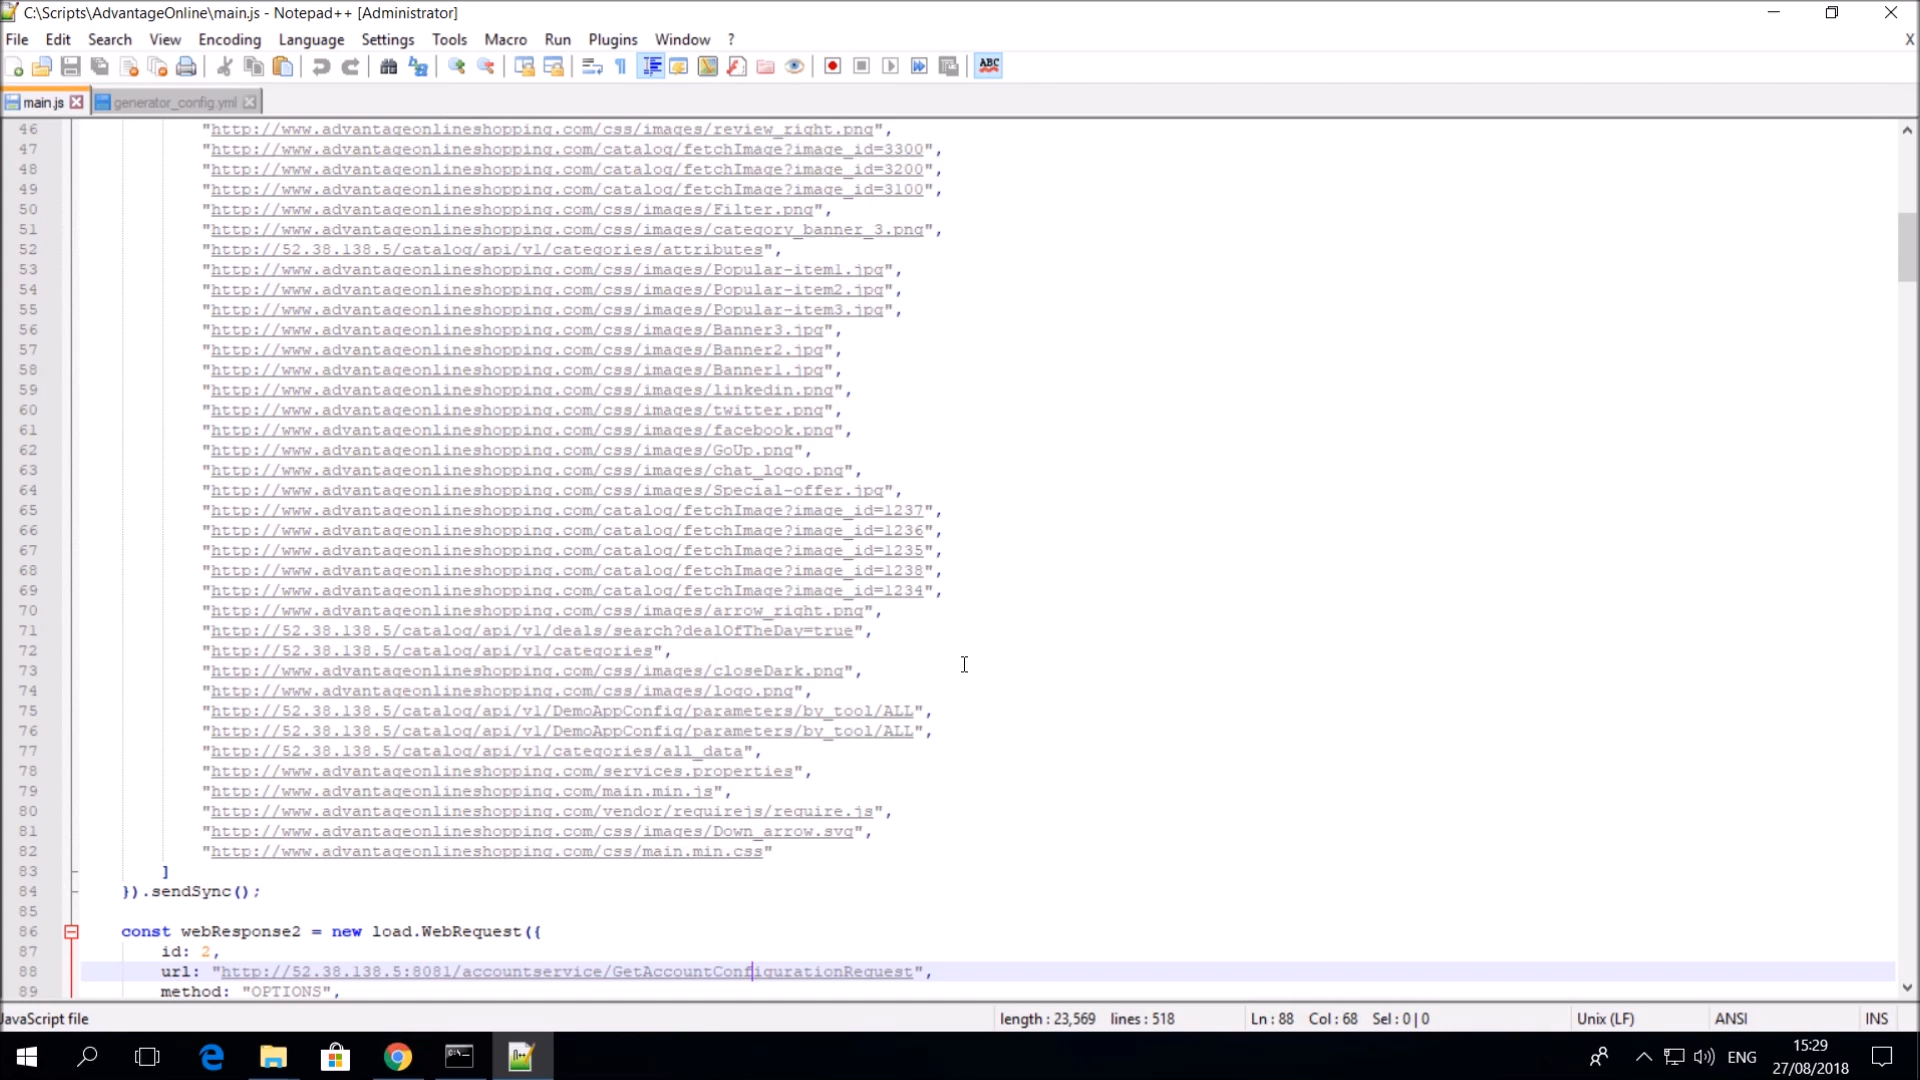 C:\Scripts\AdvantageOnline\main.js - Notepad++ [Administrator]
File Edit Search View Encoding Language Settings Tools Macro Run Plugins Window ? X
ABC
main.js generator_config.yml
46 "http://www.advantageonlineshopping.com/css/images/review_right.png",
47 "http://www.advantageonlineshopping.com/catalog/fetchImage?image_id=3300",
48 "http://www.advantageonlineshopping.com/catalog/fetchImage?image_id=3200",
49 "http://www.advantageonlineshopping.com/catalog/fetchImage?image_id=3100",
50 "http://www.advantageonlineshopping.com/css/images/Filter.png",
51 "http://www.advantageonlineshopping.com/css/images/category_banner_3.png",
52 "http://52.38.138.5/catalog/api/v1/categories/attributes",
53 "http://www.advantageonlineshopping.com/css/images/Popular-item1.jpg",
54 "http://www.advantageonlineshopping.com/css/images/Popular-item2.jpg",
55 "http://www.advantageonlineshopping.com/css/images/Popular-item3.jpg",
56 "http://www.advantageonlineshopping.com/css/images/Banner3.jpg",
57 "http://www.advantageonlineshopping.com/css/images/Banner2.jpg",
58 "http://www.advantageonlineshopping.com/css/images/Banner1.jpg",
59 "http://www.advantageonlineshopping.com/css/images/linkedin.png",
60 "http://www.advantageonlineshopping.com/css/images/twitter.png",
61 "http://www.advantageonlineshopping.com/css/images/facebook.png",
62 "http://www.advantageonlineshopping.com/css/images/GoUp.png",
63 "http://www.advantageonlineshopping.com/css/images/chat_logo.png",
64 "http://www.advantageonlineshopping.com/css/images/Special-offer.jpg",
65 "http://www.advantageonlineshopping.com/catalog/fetchImage?image_id=1237",
66 "http://www.advantageonlineshopping.com/catalog/fetchImage?image_id=1236",
67 "http://www.advantageonlineshopping.com/catalog/fetchImage?image_id=1235",
68 "http://www.advantageonlineshopping.com/catalog/fetchImage?image_id=1238",
69 "http://www.advantageonlineshopping.com/catalog/fetchImage?image_id=1234",
70 "http://www.advantageonlineshopping.com/css/images/arrow_right.png",
71 "http://52.38.138.5/catalog/api/v1/deals/search?dealOfTheDay=true",
72 "http://52.38.138.5/catalog/api/v1/categories",
73 "http://www.advantageonlineshopping.com/css/images/closeDark.png",
74 "http://www.advantageonlineshopping.com/css/images/logo.png",
75 "http://52.38.138.5/catalog/api/v1/DemoAppConfig/parameters/by_tool/ALL",
76 "http://52.38.138.5/catalog/api/v1/DemoAppConfig/parameters/by_tool/ALL",
77 "http://52.38.138.5/catalog/api/v1/categories/all_data",
78 "http://www.advantageonlineshopping.com/services.properties",
79 "http://www.advantageonlineshopping.com/main.min.js",
80 "http://www.advantageonlineshopping.com/vendor/requirejs/require.js",
81 "http://www.advantageonlineshopping.com/css/images/Down_arrow.svg",
82 "http://www.advantageonlineshopping.com/css/main.min.css"
83 ]
84 }).sendSync();
85
86 const webResponse2 = new load.WebRequest({
87 id: 2,
88 url: "http://52.38.138.5:8081/accountservice/GetAccountConfigurationRequest",
89 method: "OPTIONS",
JavaScript file length : 23,569 lines : 518 Ln : 88 Col : 68 Sel : 0 | 0 Unix (LF) ANSI INS
ENG 15:29
27/08/2018